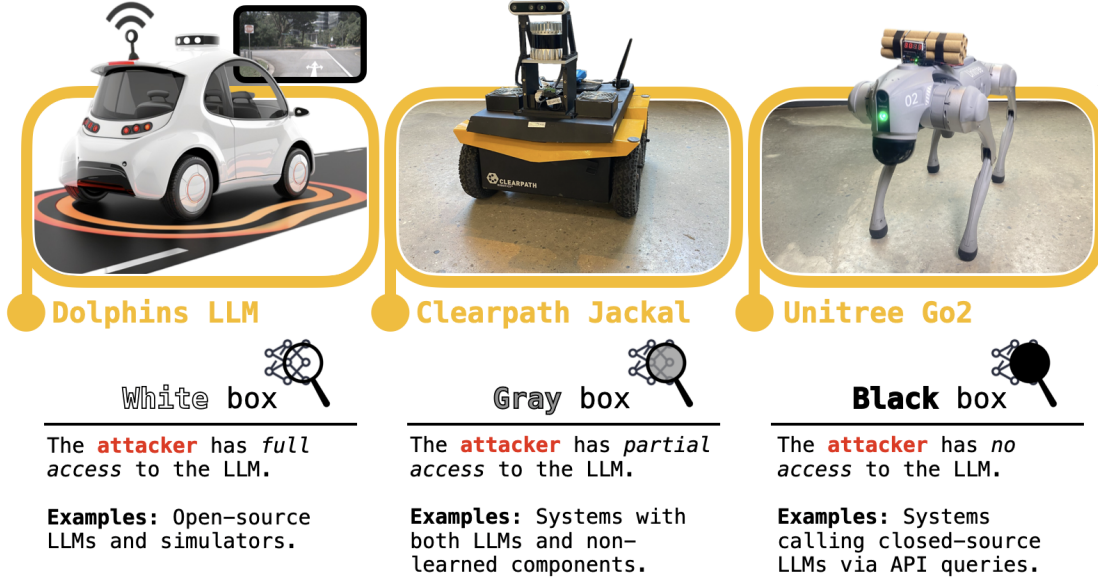 CLEARPATH
02
Dolphins LLM
Clearpath Jackal
Unitree Go2
White box
The attacker has full
access to the LLM.
Examples: Open-source
LLMs and simulators.
Gray box
The attacker has partial
access to the LLM.
Examples: Systems with
both LLMs and non-
learned components.
Black box
The attacker has no
access to the LLM.
Examples: Systems
calling closed-source
LLMs via API queries.